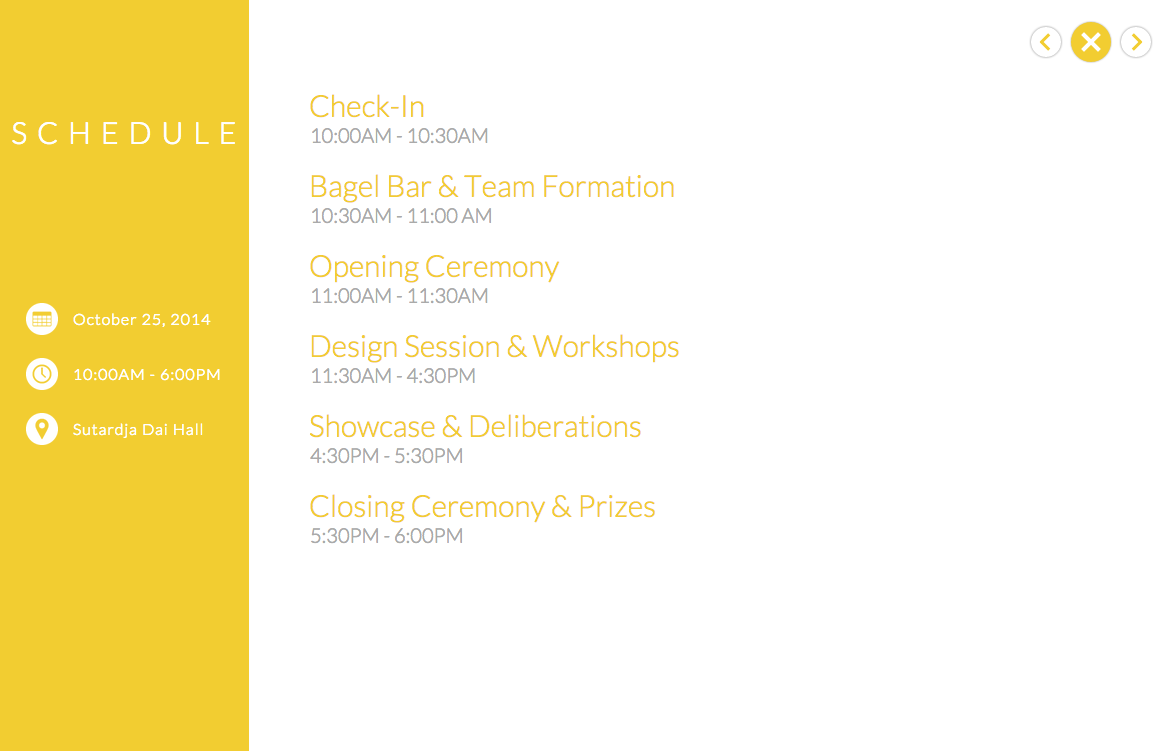 SCHEDULE
October 25, 2014
10:00AM - 6:00PM
Sutardja Dai Hall
Check-In
10:00AM - 10:30AM
Bagel Bar & Team Formation
10:30AM - 11:00 AM
Opening Ceremony
11:00AM - 11:30AM
Design Session & Workshops
11:30AM - 4:30PM
Showcase & Deliberations
4:30PM - 5:30PM
Closing Ceremony & Prizes
5:30PM - 6:00PM